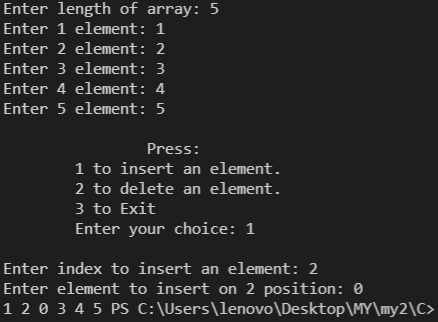 Enter length of array: 5
Enter 1 element: 1
Enter 2 element: 2
Enter 3 element: 3
Enter 4 element: 4
Enter 5 element: 5
Press:
1 to insert an element.
2 to delete an element.
3 to Exit
Enter your choice: 1
Enter index to insert an element: 2
Enter element to insert on 2 position: 0
1 2 0 3 4 5 PS C:\Users\lenovo\Desktop\MY\my2\C>